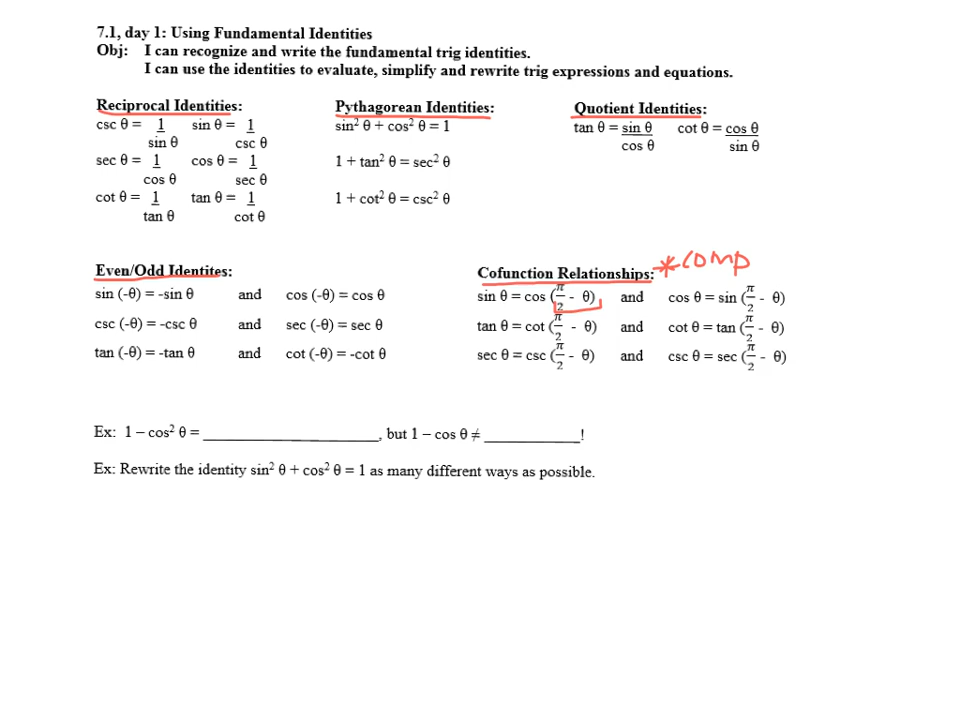 7.1, day 1: Using Fundamental Identities
Obj: I can recognize and write the fundamental trig identities.
I can use the identities to evaluate, simplify and rewrite trig expressions and equations.
Reciprocal Identities:
csc θ = 1 sin θ = 1
sin θ csc θ
sec θ = 1 cos θ = 1
cos θ sec θ
cot θ = 1 tan θ = 1
tan θ cot θ
Pythagorean Identities:
sin² θ + cos² θ = 1
1 + tan² θ = sec² θ
1 + cot² θ = csc² θ
Quotient Identities:
tan θ = sin θ cot θ = cos θ
cos θ sin θ
Even/Odd Identites:
sin (-θ) = -sin θ and cos (-θ) = cos θ
csc (-θ) = -csc θ and sec (-θ) = sec θ
tan (-θ) = -tan θ and cot (-θ) = -cot θ
Cofunction Relationships: *comp
sin θ = cos (π/2 - θ) and cos θ = sin (π/2 - θ)
tan θ = cot (π/2 - θ) and cot θ = tan (π/2 - θ)
sec θ = csc (π/2 - θ) and csc θ = sec (π/2 - θ)
Ex: 1 – cos² θ = ____________________, but 1 – cos θ ≠ ___________!
Ex: Rewrite the identity sin² θ + cos² θ = 1 as many different ways as possible.